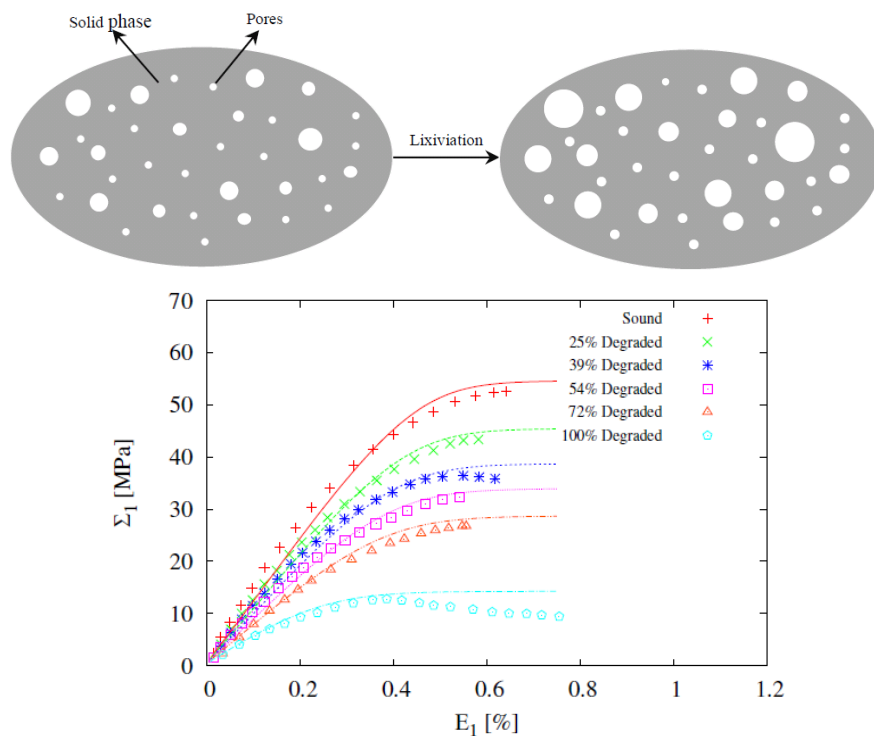 Solid phase
Pores
Lixiviation
70
60
50
40
30
20
10
0
Σ₁ [MPa]
Sound
25% Degraded
39% Degraded
54% Degraded
72% Degraded
100% Degraded
0
0.2
0.4
0.6
0.8
1
1.2
E₁ [%]